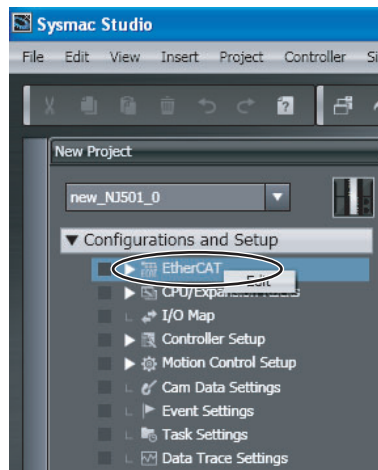 Sysmac Studio
File Edit View Insert Project Controller Si
New Project
new_NJ501_0
Configurations and Setup
EtherCAT
Edit
CPU/Expansion Racks
I/O Map
Controller Setup
Motion Control Setup
Cam Data Settings
Event Settings
Task Settings
Data Trace Settings